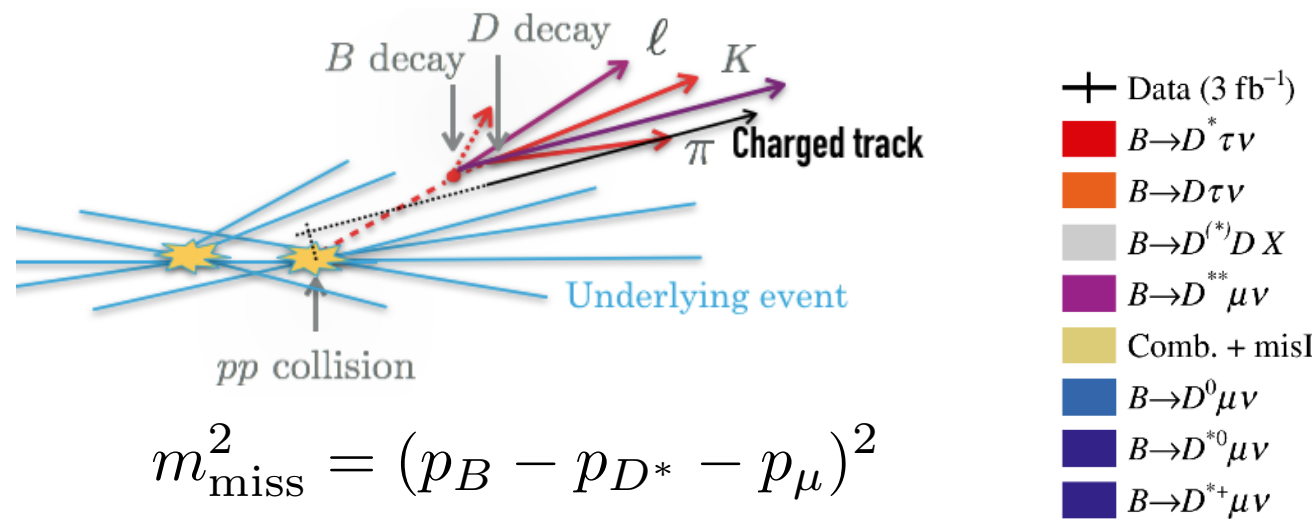 D decay
B decay
ℓ
K
π
Charged track
Underlying event
pp collision
m²_miss = (p_B − p_{D*} − p_μ)²
Data (3 fb⁻¹)
B→D*τν
B→Dτν
B→D⁽*⁾D X
B→D**μν
Comb. + misI
B→D⁰μν
B→D*⁰μν
B→D*⁺μν